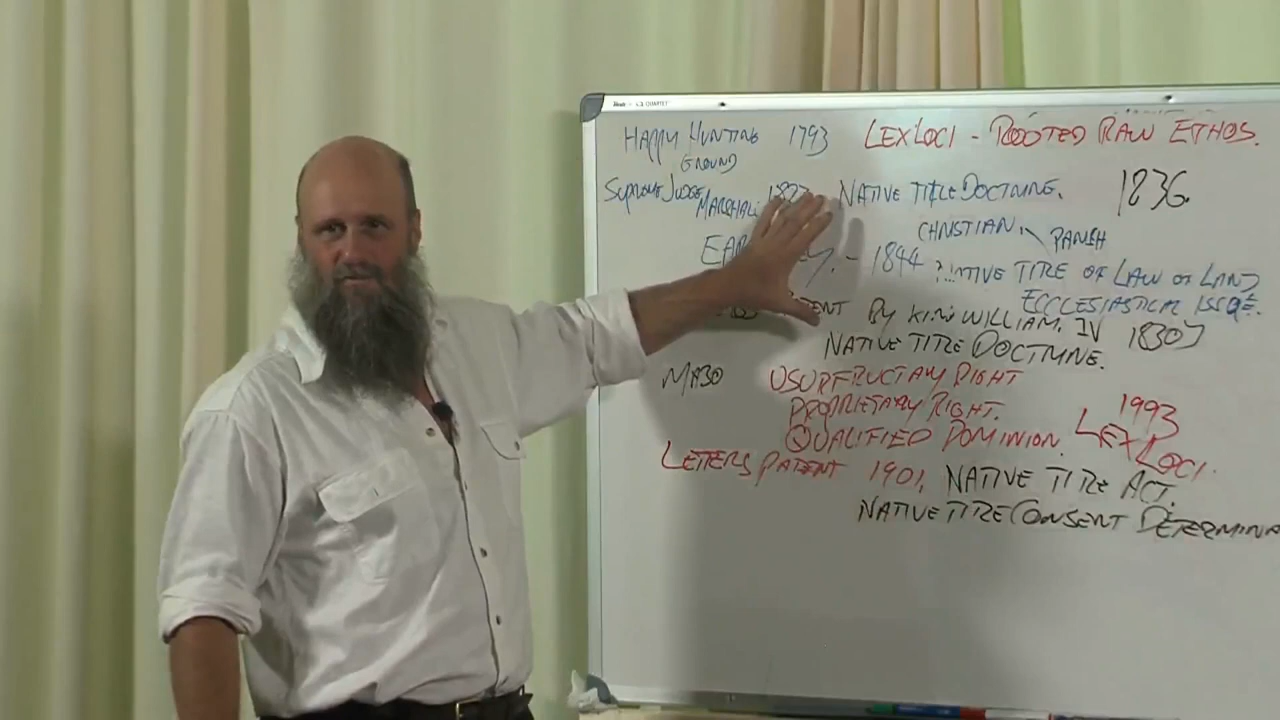 HAPPY HUNTING 1793 LEX LOCI - ROOTED RAW ETHOS.
GROUND
SUPREME JUDGE MARSHALL NATIVE TITLE DOCTRINE. 1836.
CHRISTIAN, PARISH
1844 NATIVE TITLE OF LAW OF LAND
ECCLESIASTICAL ISSUE.
BY KING WILLIAM. IV 1830
NATIVE TITLE DOCTRINE.
MABO USUFRUCTARY RIGHT
PROPRIETARY RIGHT. 1993
QUALIFIED DOMINION. LEX LOCI.
LETTERS PATENT 1901, NATIVE TITLE ACT.
NATIVE TITLE CONSENT DETERMINA